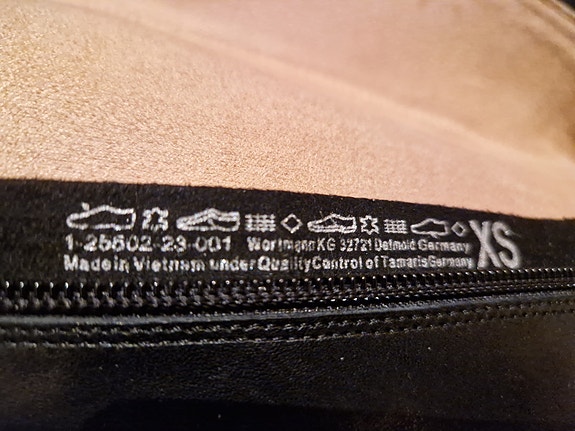 1-25602-23-001 Wortmann KG 32721 Detmold Germany
Made in Vietnam under Quality Control of Tamaris Germany
XS